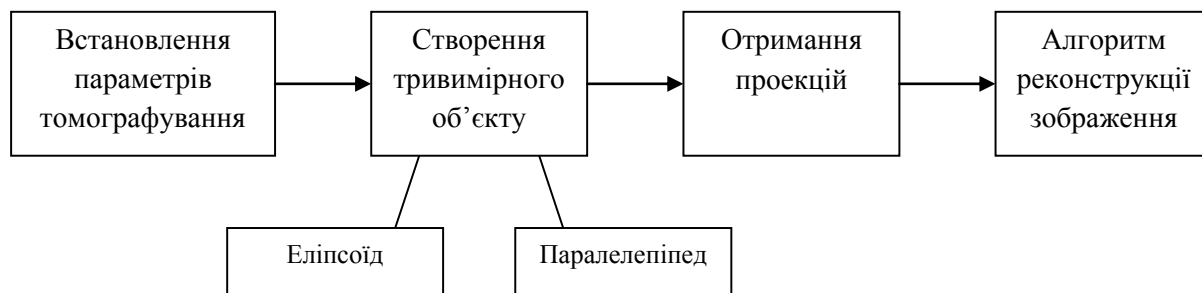 Встановлення
параметрів
томографування
Створення
тривимірного
об’єкту
Отримання
проекцій
Алгоритм
реконструкції
зображення
Еліпсоїд
Паралелепіпед